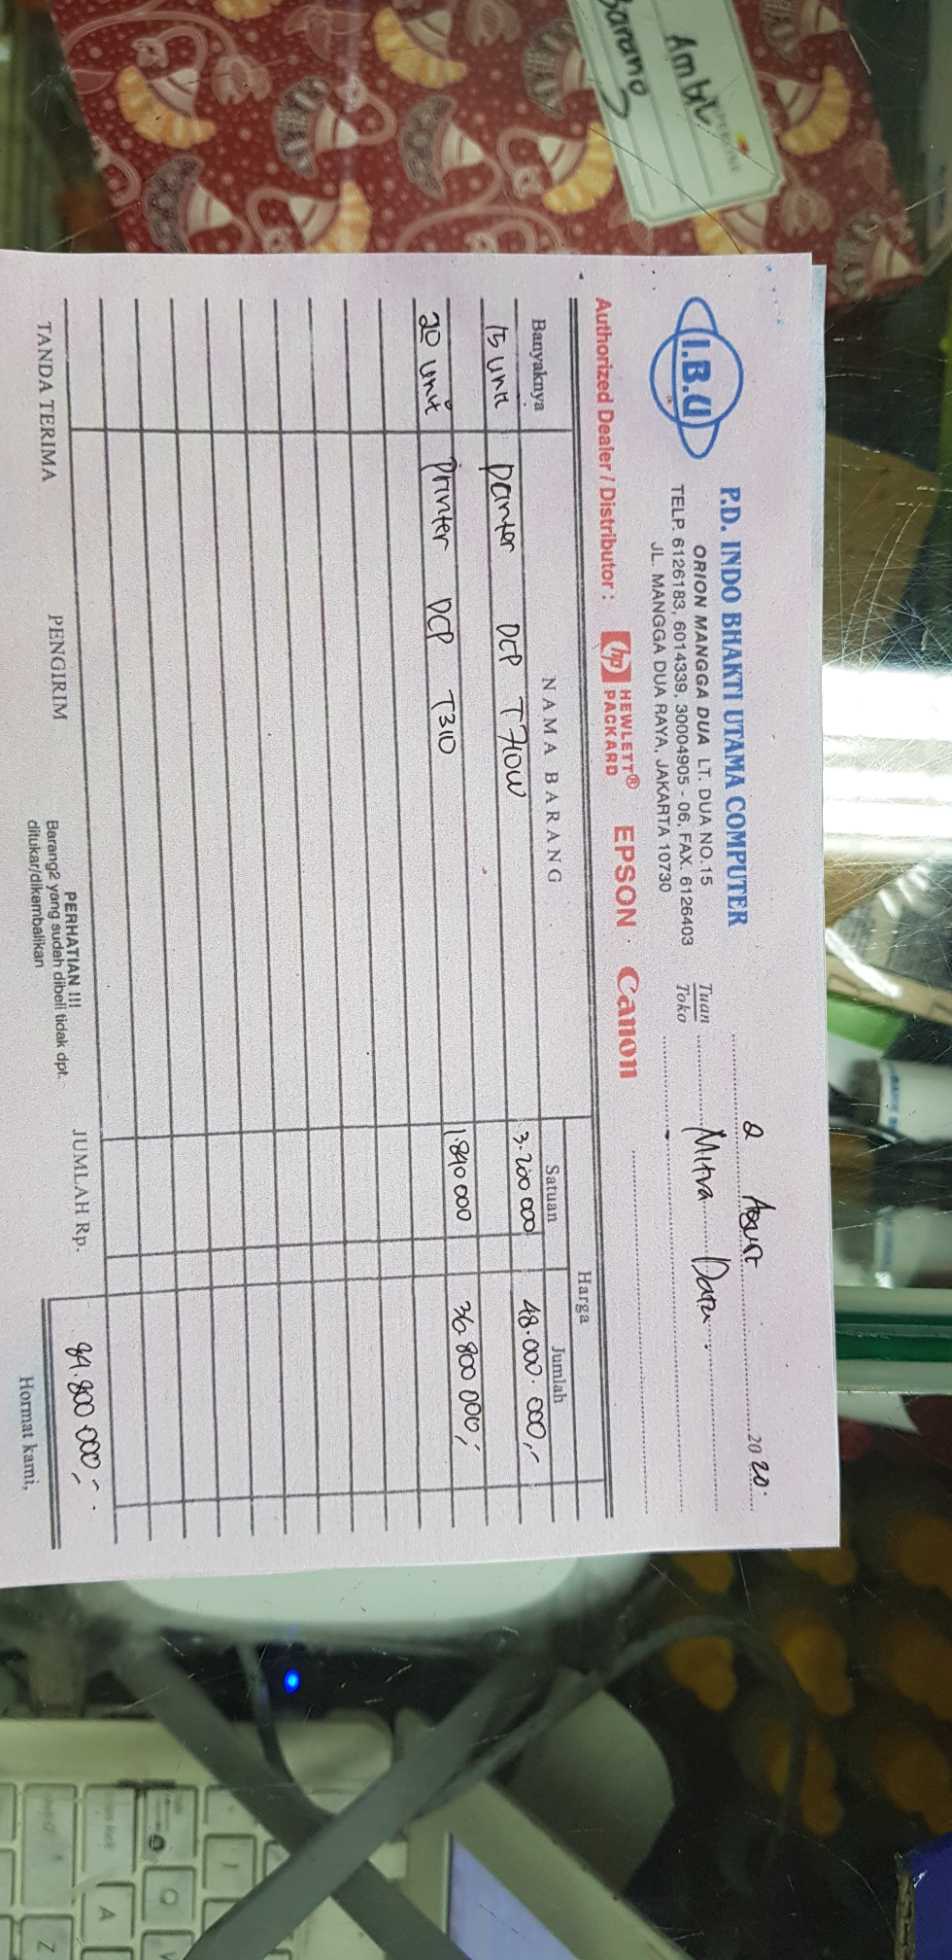 Ambil
Barang
I.B.U
P.D. INDO BHAKTI UTAMA COMPUTER
ORION MANGGA DUA LT. DUA NO.15
TELP. 6126183, 6014339, 30004905 - 06, FAX. 6126403
JL. MANGGA DUA RAYA, JAKARTA 10730
2 Agust 2020.
Tuan
Toko
Mitra Data
Authorized Dealer / Distributor : hp HEWLETT® PACKARD EPSON Canon
Banyaknya NAMA BARANG Harga
Satuan Jumlah
15 unit Printer DCP T710W 3.200 000 48.000.000,-
20 unit Printer DCP T310 1.840 000 36.800 000,-
JUMLAH Rp. 84.800 000,-
TANDA TERIMA PENGIRIM
PERHATIAN !!!
Barang2 yang sudah dibeli tidak dpt.
ditukar/dikembalikan
Hormat kami,
Q
A
Z